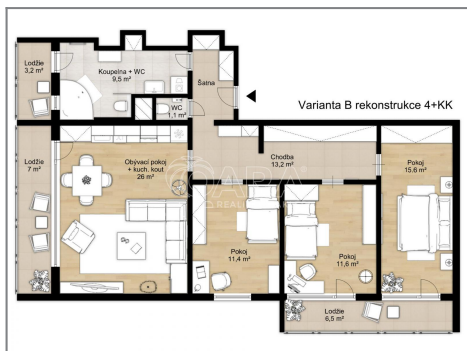 Lodžie
3,2 m²
Koupelna + WC
9,5 m²
Šatna
WC
1,1 m²
Varianta B rekonstrukce 4+KK
Lodžie
7 m²
Obývací pokoj
+ kuch. kout
26 m²
Chodba
13,2 m²
Pokoj
15,6 m²
Pokoj
11,4 m²
Pokoj
11,6 m²
Lodžie
6,5 m²